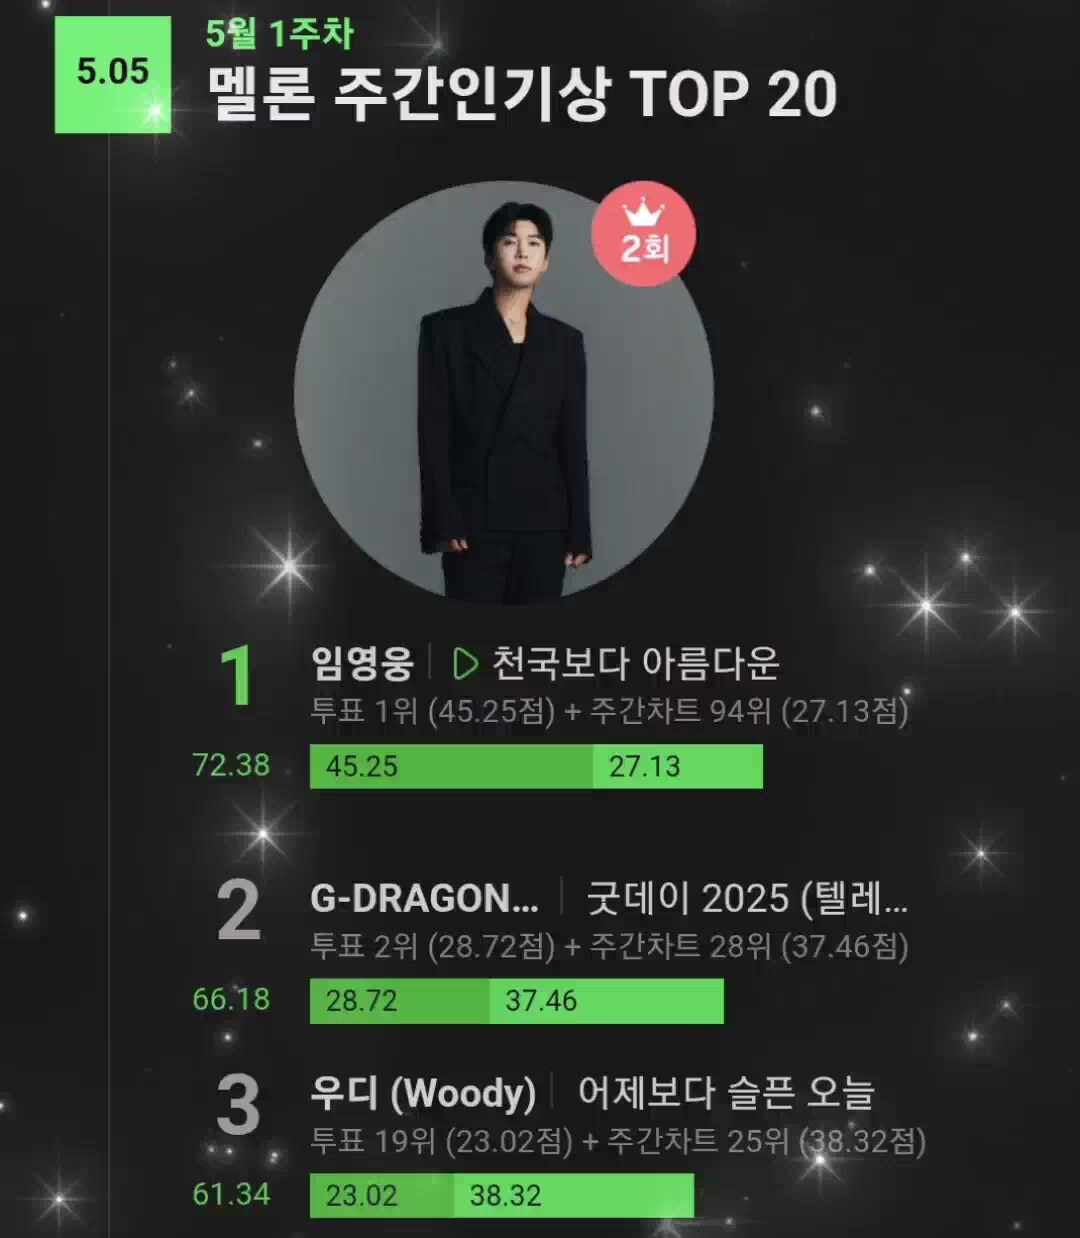 5.05
5월 1주차
멜론 주간인기상 TOP 20
2회
1
임영웅 천국보다 아름다운
투표 1위 (45.25점) + 주간차트 94위 (27.13점)
72.38 45.25 27.13
2
G-DRAGON... 굿데이 2025 (텔레...
투표 2위 (28.72점) + 주간차트 28위 (37.46점)
66.18 28.72 37.46
3
우디 (Woody) 어제보다 슬픈 오늘
투표 19위 (23.02점) + 주간차트 25위 (38.32점)
61.34 23.02 38.32